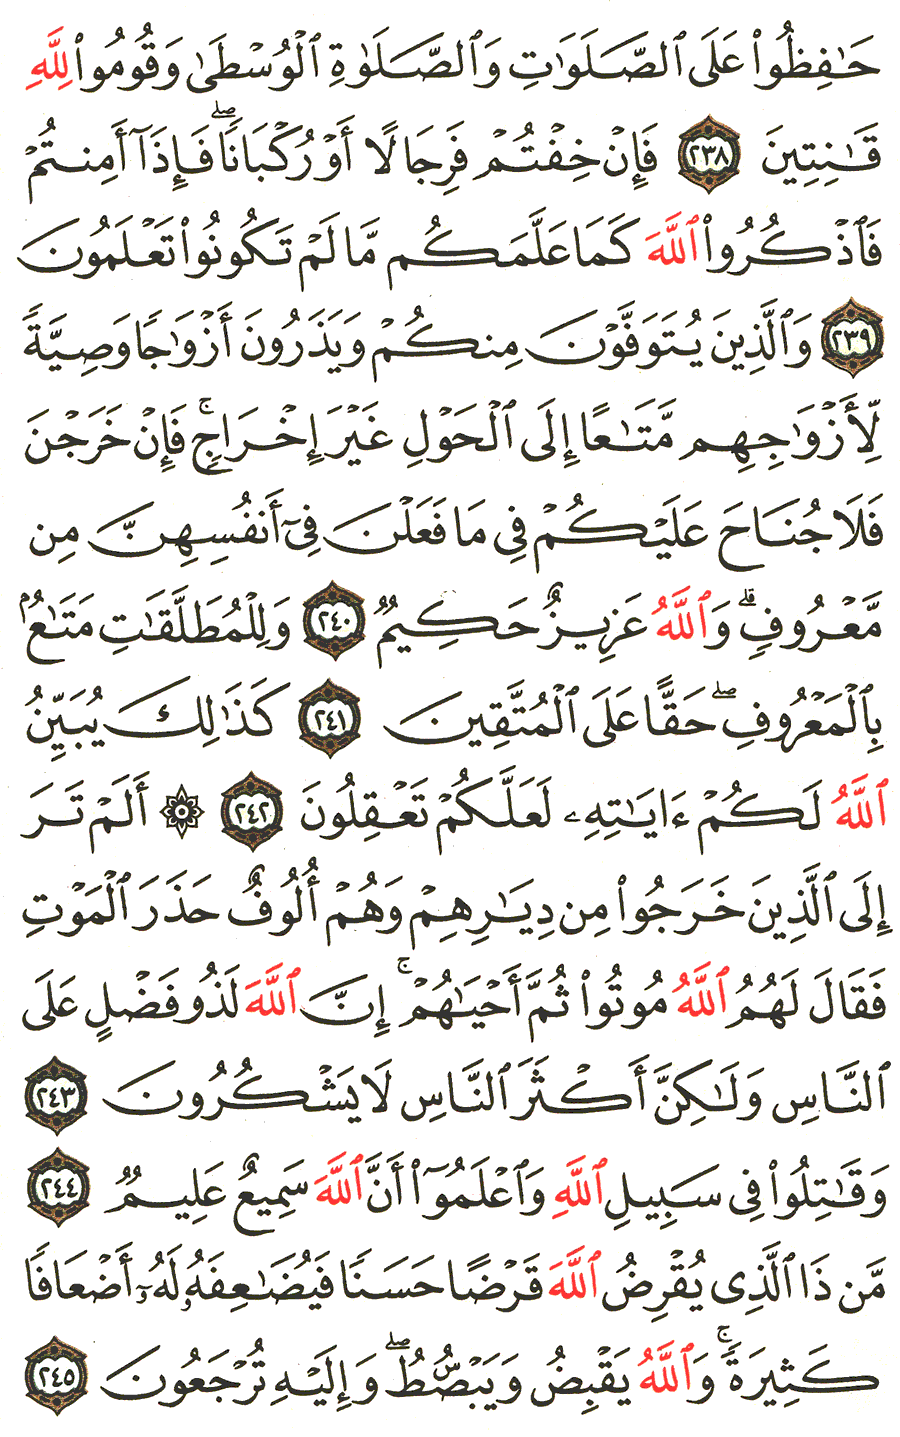 حَٰفِظُوا۟ عَلَى ٱلصَّلَوَٰتِ وَٱلصَّلَوٰةِ ٱلْوُسْطَىٰ وَقُومُوا۟ لِلَّهِ
قَٰنِتِينَ ٢٣٨ فَإِنْ خِفْتُمْ فَرِجَالًا أَوْ رُكْبَانًاۖ فَإِذَآ أَمِنتُمْ
فَٱذْكُرُوا۟ ٱللَّهَ كَمَا عَلَّمَكُم مَّا لَمْ تَكُونُوا۟ تَعْلَمُونَ
٢٣٩ وَٱلَّذِينَ يُتَوَفَّوْنَ مِنكُمْ وَيَذَرُونَ أَزْوَٰجًا وَصِيَّةً
لِّأَزْوَٰجِهِم مَّتَٰعًا إِلَى ٱلْحَوْلِ غَيْرَ إِخْرَاجٍۚ فَإِنْ خَرَجْنَ
فَلَا جُنَاحَ عَلَيْكُمْ فِي مَا فَعَلْنَ فِىٓ أَنفُسِهِنَّ مِن
مَّعْرُوفٍۗ وَٱللَّهُ عَزِيزٌ حَكِيمٌ ٢٤٠ وَلِلْمُطَلَّقَٰتِ مَتَٰعٌۢ
بِٱلْمَعْرُوفِۖ حَقًّا عَلَى ٱلْمُتَّقِينَ ٢٤١ كَذَٰلِكَ يُبَيِّنُ
ٱللَّهُ لَكُمْ ءَايَٰتِهِۦ لَعَلَّكُمْ تَعْقِلُونَ ٢٤٢ ۞ أَلَمْ تَرَ
إِلَى ٱلَّذِينَ خَرَجُوا۟ مِن دِيَٰرِهِمْ وَهُمْ أُلُوفٌ حَذَرَ ٱلْمَوْتِ
فَقَالَ لَهُمُ ٱللَّهُ مُوتُوا۟ ثُمَّ أَحْيَٰهُمْۚ إِنَّ ٱللَّهَ لَذُو فَضْلٍ عَلَى
ٱلنَّاسِ وَلَٰكِنَّ أَكْثَرَ ٱلنَّاسِ لَا يَشْكُرُونَ ٢٤٣
وَقَٰتِلُوا۟ فِى سَبِيلِ ٱللَّهِ وَٱعْلَمُوٓا۟ أَنَّ ٱللَّهَ سَمِيعٌ عَلِيمٌ ٢٤٤
مَّن ذَا ٱلَّذِى يُقْرِضُ ٱللَّهَ قَرْضًا حَسَنًا فَيُضَٰعِفَهُۥ لَهُۥٓ أَضْعَافًا
كَثِيرَةًۚ وَٱللَّهُ يَقْبِضُ وَيَبْصُۜطُۖ وَإِلَيْهِ تُرْجَعُونَ ٢٤٥